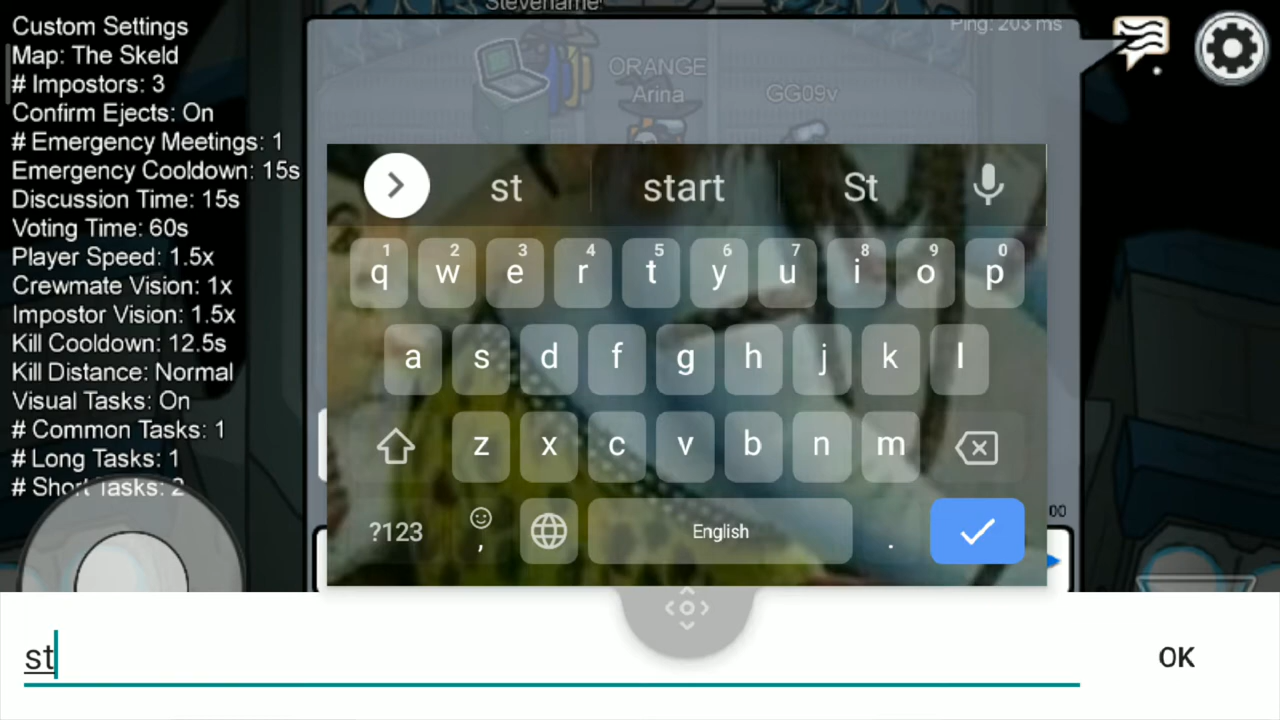 Stevename
Ping: 203 ms
Custom Settings
Map: The Skeld
# Impostors: 3
Confirm Ejects: On
# Emergency Meetings: 1
Emergency Cooldown: 15s
Discussion Time: 15s
Voting Time: 60s
Player Speed: 1.5x
Crewmate Vision: 1x
Impostor Vision: 1.5x
Kill Cooldown: 12.5s
Kill Distance: Normal
Visual Tasks: On
# Common Tasks: 1
# Long Tasks: 1
# Short Tasks: 2
ORANGE
Arina
GG09v
st start St
1 2 3 4 5 6 7 8 9 0
q w e r t y u i o p
a s d f g h j k l
z x c v b n m
?123 , English .
00
st
OK